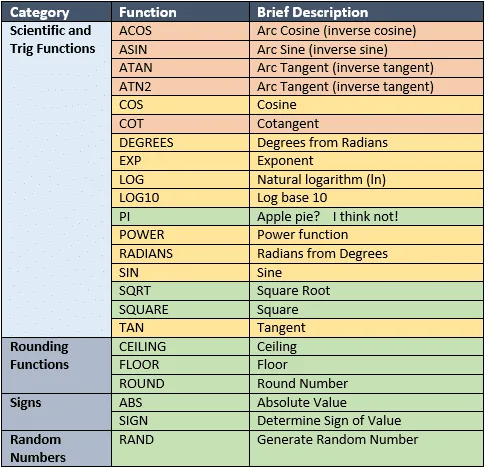 Category Function Brief Description
Scientific and ACOS Arc Cosine (inverse cosine)
Trig Functions ASIN Arc Sine (inverse sine)
ATAN Arc Tangent (inverse tangent)
ATN2 Arc Tangent (inverse tangent)
COS Cosine
COT Cotangent
DEGREES Degrees from Radians
EXP Exponent
LOG Natural logarithm (ln)
LOG10 Log base 10
PI Apple pie? I think not!
POWER Power function
RADIANS Radians from Degrees
SIN Sine
SQRT Square Root
SQUARE Square
TAN Tangent
Rounding CEILING Ceiling
Functions FLOOR Floor
ROUND Round Number
Signs ABS Absolute Value
SIGN Determine Sign of Value
Random RAND Generate Random Number
Numbers